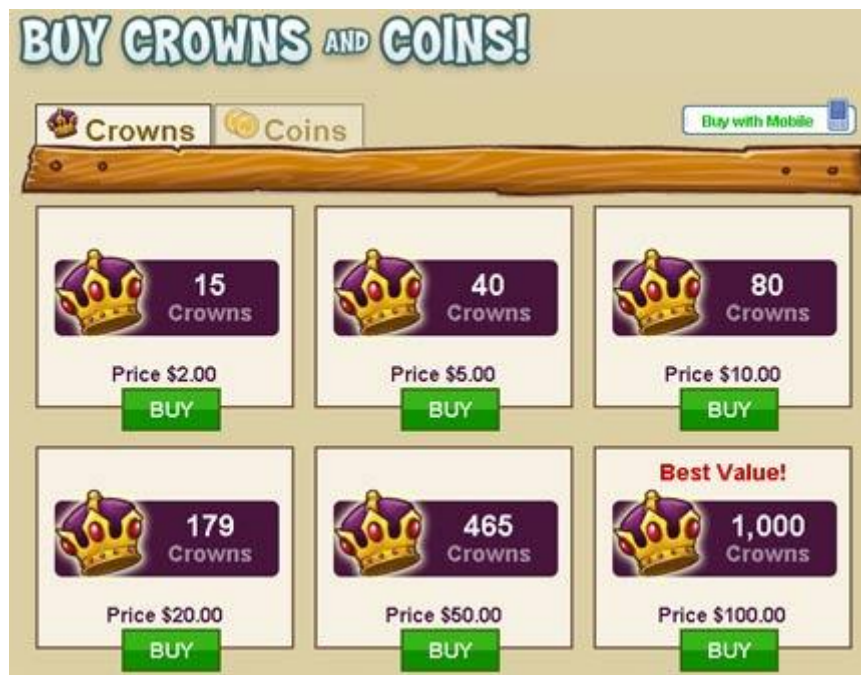 BUY CROWNS AND COINS!
Crowns
Coins
Buy with Mobile
15
Crowns
Price $2.00
BUY
40
Crowns
Price $5.00
BUY
80
Crowns
Price $10.00
BUY
179
Crowns
Price $20.00
BUY
465
Crowns
Price $50.00
BUY
Best Value!
1,000
Crowns
Price $100.00
BUY